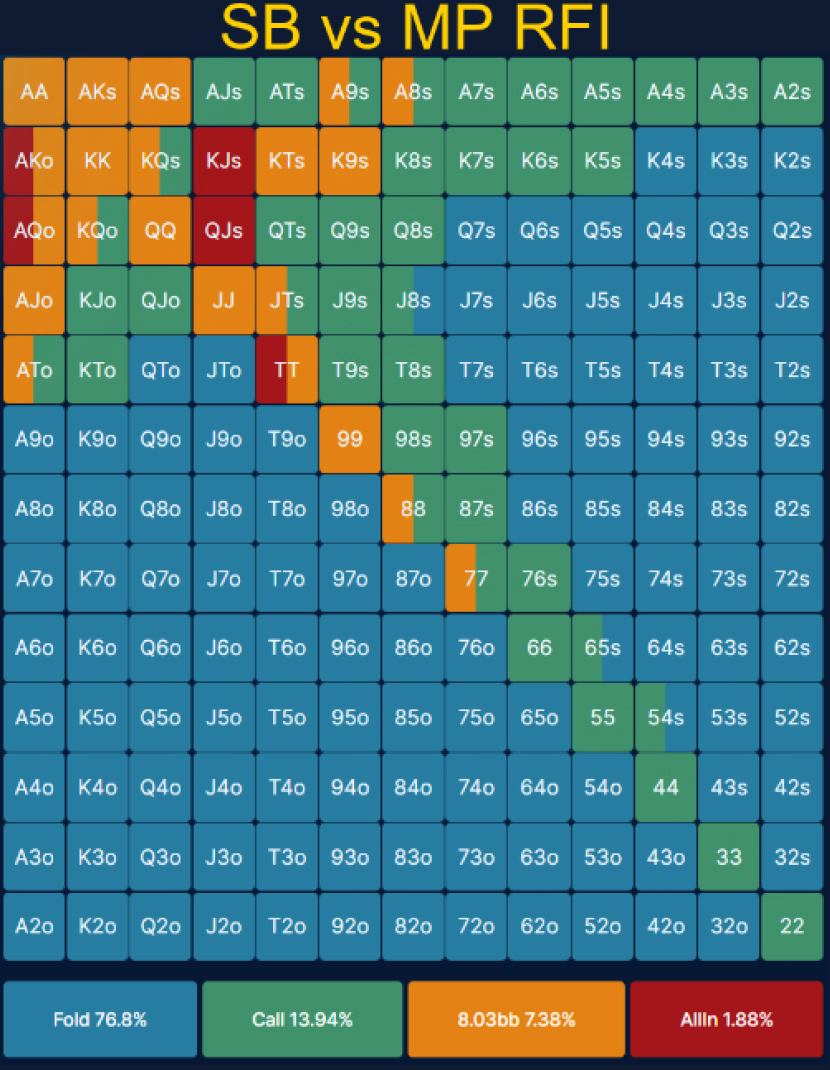 SB vs MP RFI
AA AKs AQs AJs ATs A9s A8s A7s A6s A5s A4s A3s A2s
AKo KK KQs KJs KTs K9s K8s K7s K6s K5s K4s K3s K2s
AQo KQo QQ QJs QTs Q9s Q8s Q7s Q6s Q5s Q4s Q3s Q2s
AJo KJo QJo JJ JTs J9s J8s J7s J6s J5s J4s J3s J2s
ATo KTo QTo JTo TT T9s T8s T7s T6s T5s T4s T3s T2s
A9o K9o Q9o J9o T9o 99 98s 97s 96s 95s 94s 93s 92s
A8o K8o Q8o J8o T8o 98o 88 87s 86s 85s 84s 83s 82s
A7o K7o Q7o J7o T7o 97o 87o 77 76s 75s 74s 73s 72s
A6o K6o Q6o J6o T6o 96o 86o 76o 66 65s 64s 63s 62s
A5o K5o Q5o J5o T5o 95o 85o 75o 65o 55 54s 53s 52s
A4o K4o Q4o J4o T4o 94o 84o 74o 64o 54o 44 43s 42s
A3o K3o Q3o J3o T3o 93o 83o 73o 63o 53o 43o 33 32s
A2o K2o Q2o J2o T2o 92o 82o 72o 62o 52o 42o 32o 22
Fold 76.8% Call 13.94% 8.03bb 7.38% AllIn 1.88%